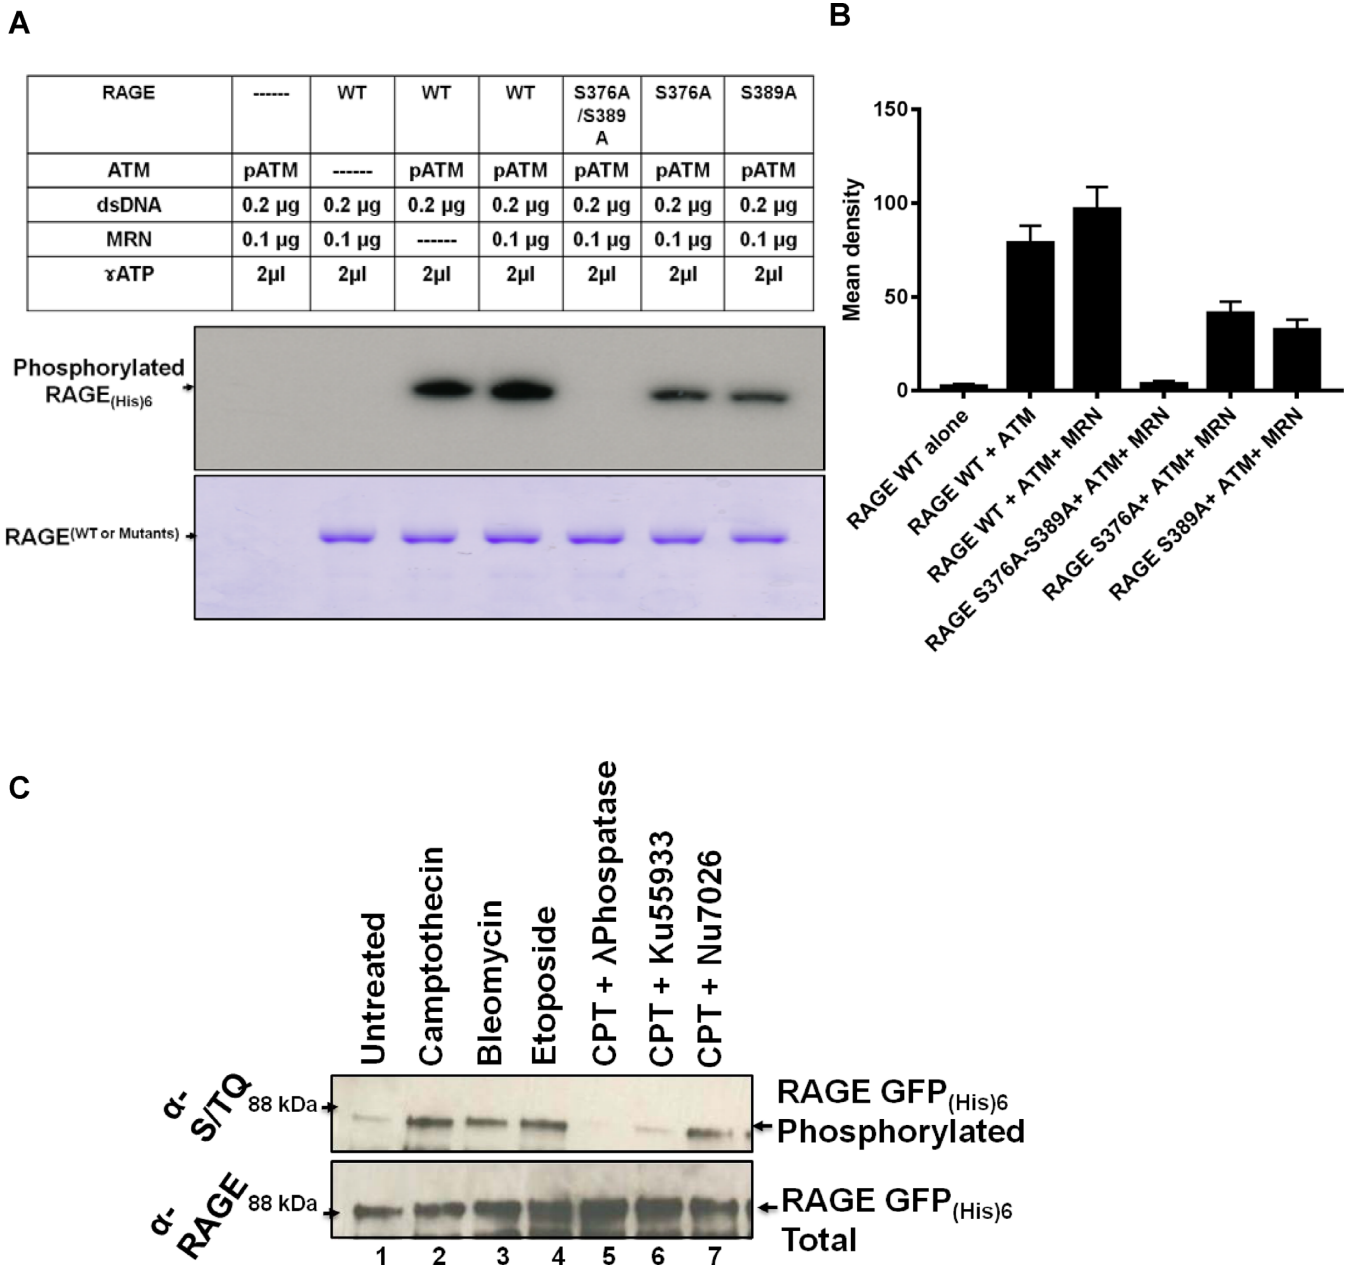 A
B
RAGE ------ WT WT WT S376A /S389 A S376A S389A
ATM pATM ------ pATM pATM pATM pATM pATM
dsDNA 0.2 µg 0.2 µg 0.2 µg 0.2 µg 0.2 µg 0.2 µg 0.2 µg
MRN 0.1 µg 0.1 µg ------ 0.1 µg 0.1 µg 0.1 µg 0.1 µg
ɤATP 2µl 2µl 2µl 2µl 2µl 2µl 2µl
Phosphorylated
RAGE(His)6
RAGE(WT or Mutants)
Mean density
150
100
50
0
RAGE WT alone
RAGE WT + ATM
RAGE WT + ATM+ MRN
RAGE S376A-S389A+ ATM+ MRN
RAGE S376A+ ATM+ MRN
RAGE S389A+ ATM+ MRN
C
Untreated
Camptothecin
Bleomycin
Etoposide
CPT + λPhospatase
CPT + Ku55933
CPT + Nu7026
α-
S/TQ
88 kDa
RAGE GFP(His)6
Phosphorylated
α-
RAGE
88 kDa
RAGE GFP(His)6
Total
1 2 3 4 5 6 7